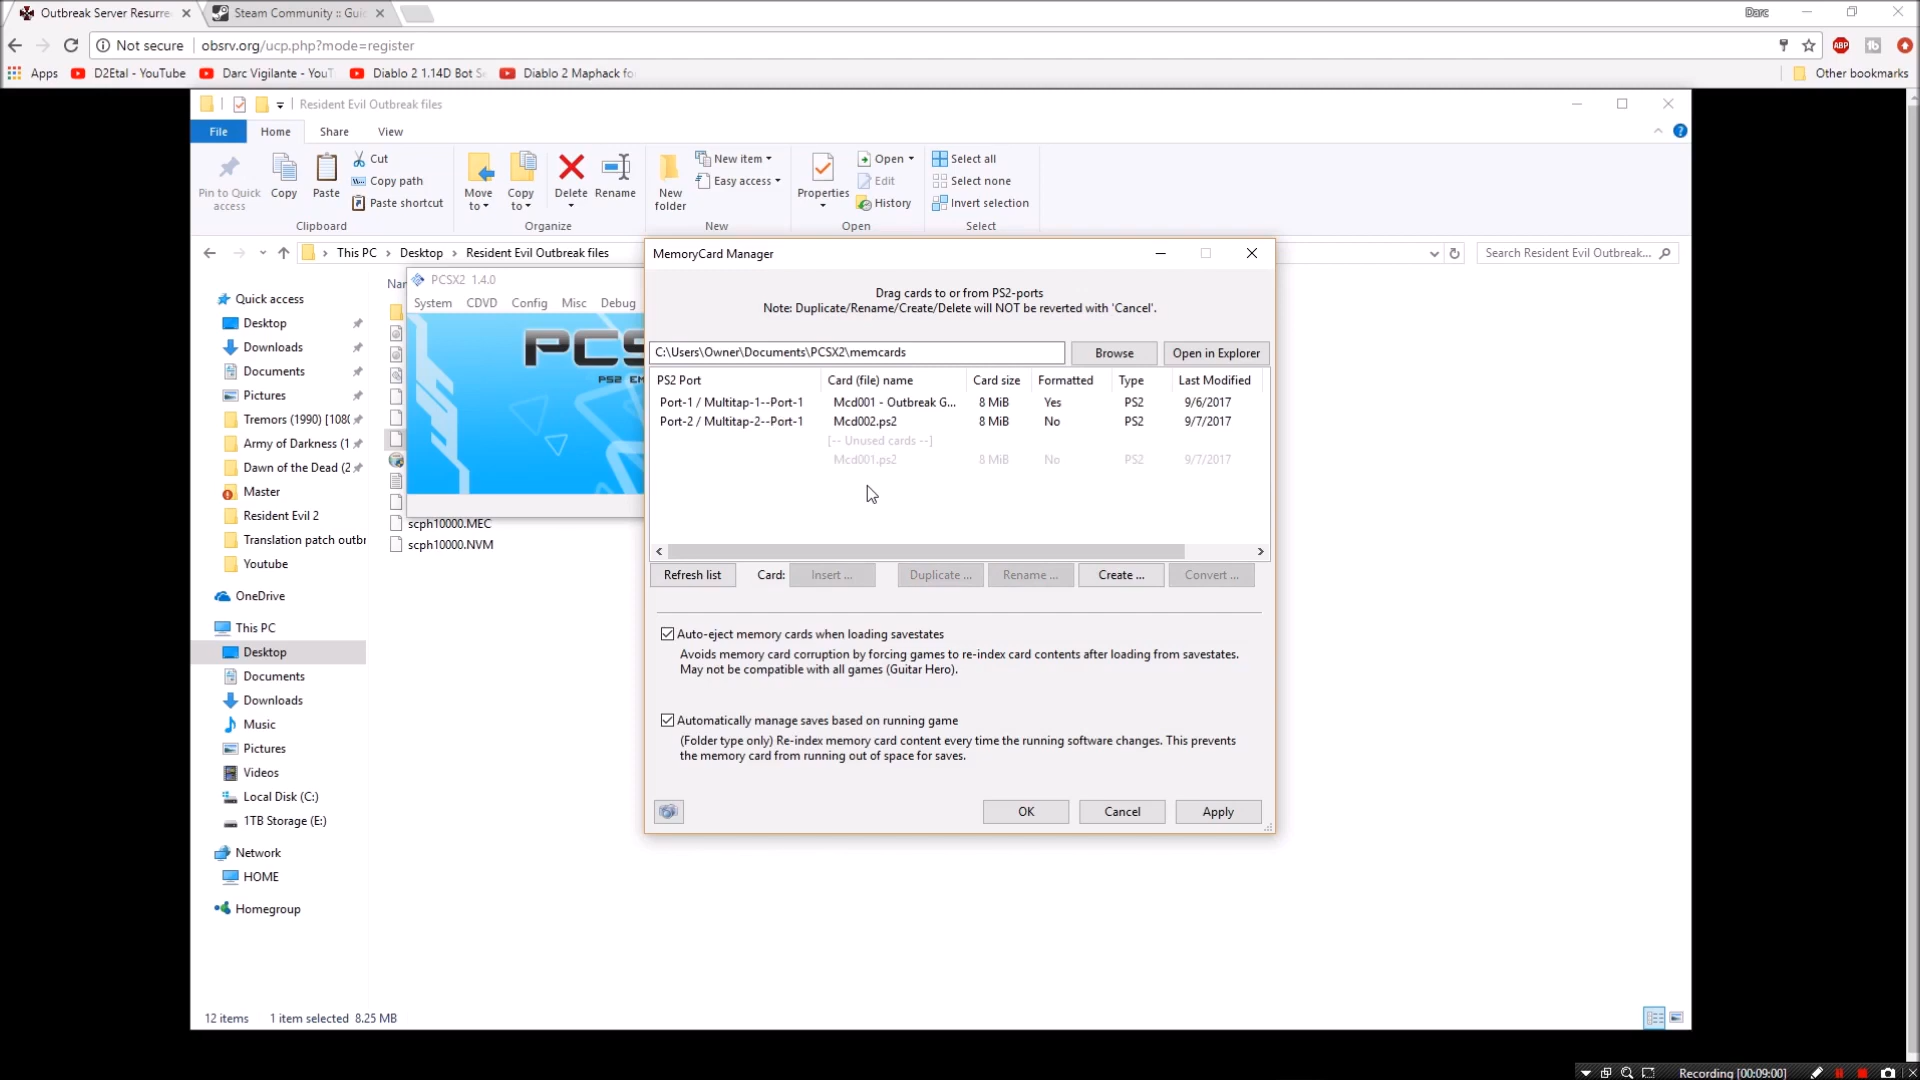 Outbreak Server Resurre
Steam Community :: Gui
Darc
Not secure
obsrv.org/ucp.php?mode=register
ABP
Apps
D2Etal - YouTube
Darc Vigilante - YouT
Diablo 2 1.14D Bot Se
Diablo 2 Maphack fo
Other bookmarks
Resident Evil Outbreak files
File
Home
Share
View
Pin to Quick
access
Copy
Paste
Cut
Copy path
Paste shortcut
Clipboard
Move
to
Copy
to
Delete
Rename
Organize
New
folder
New item
Easy access
New
Properties
Open
Edit
History
Open
Select all
Select none
Invert selection
Select
This PC > Desktop > Resident Evil Outbreak files
Search Resident Evil Outbreak...
Quick access
Desktop
Downloads
Documents
Pictures
Tremors (1990) [108(
Army of Darkness (1
Dawn of the Dead (2
Master
Resident Evil 2
Translation patch outbr
Youtube
OneDrive
This PC
Desktop
Documents
Downloads
Music
Pictures
Videos
Local Disk (C:)
1TB Storage (E:)
Network
HOME
Homegroup
Nar
PCSX2 1.4.0
System
CDVD
Config
Misc
Debug
PCS
PS2 EM
scph10000.MEC
scph10000.NVM
MemoryCard Manager
Drag cards to or from PS2-ports
Note: Duplicate/Rename/Create/Delete will NOT be reverted with 'Cancel'.
C:\Users\Owner\Documents\PCSX2\memcards
Browse
Open in Explorer
PS2 Port Card (file) name Card size Formatted Type Last Modified
Port-1 / Multitap-1--Port-1 Mcd001 - Outbreak G... 8 MiB Yes PS2 9/6/2017
Port-2 / Multitap-2--Port-1 Mcd002.ps2 8 MiB No PS2 9/7/2017
[-- Unused cards --]
Mcd001.ps2 8 MiB No PS2 9/7/2017
Refresh list
Card:
Insert ...
Duplicate ...
Rename ...
Create ...
Convert ...
Auto-eject memory cards when loading savestates
Avoids memory card corruption by forcing games to re-index card contents after loading from savestates.
May not be compatible with all games (Guitar Hero).
Automatically manage saves based on running game
(Folder type only) Re-index memory card content every time the running software changes. This prevents
the memory card from running out of space for saves.
OK
Cancel
Apply
12 items
1 item selected 8.25 MB
Recording [00:09:00]